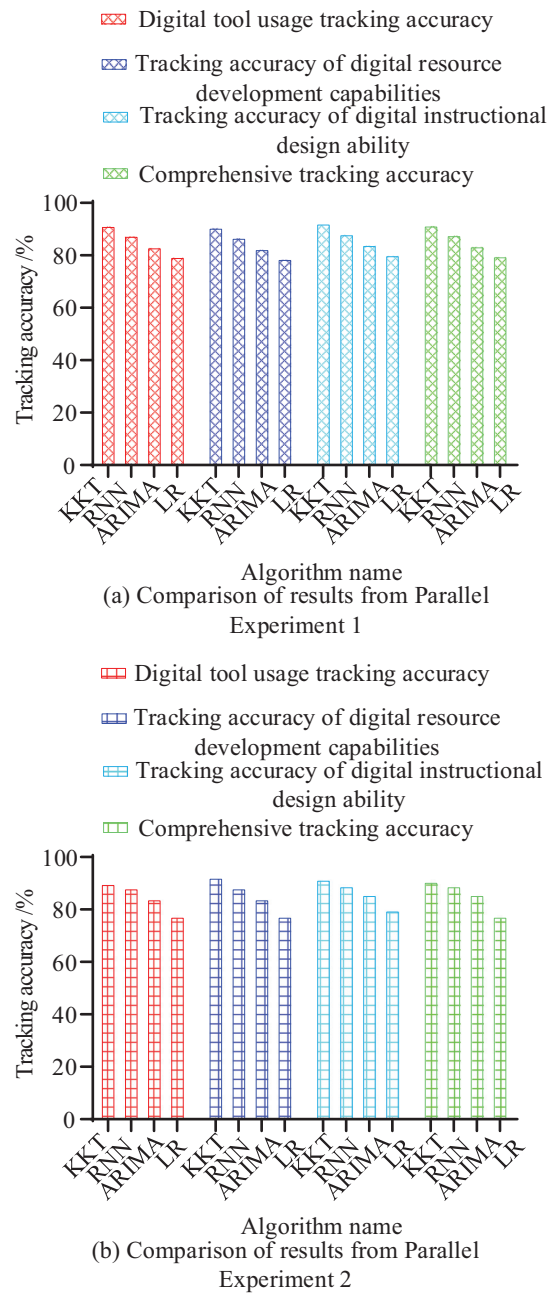 Digital tool usage tracking accuracy
Tracking accuracy of digital resource
development capabilities
Tracking accuracy of digital instructional
design ability
Comprehensive tracking accuracy
Tracking accuracy /%
100
80
60
40
20
0
KKT
RNN
ARIMA
LR
KKT
RNN
ARIMA
LR
KKT
RNN
ARIMA
LR
KKT
RNN
ARIMA
LR
Algorithm name
(a) Comparison of results from Parallel
Experiment 1
Digital tool usage tracking accuracy
Tracking accuracy of digital resource
development capabilities
Tracking accuracy of digital instructional
design ability
Comprehensive tracking accuracy
Tracking accuracy /%
100
80
60
40
20
0
KKT
RNN
ARIMA
LR
KKT
RNN
ARIMA
LR
KKT
RNN
ARIMA
LR
KKT
RNN
ARIMA
LR
Algorithm name
(b) Comparison of results from Parallel
Experiment 2